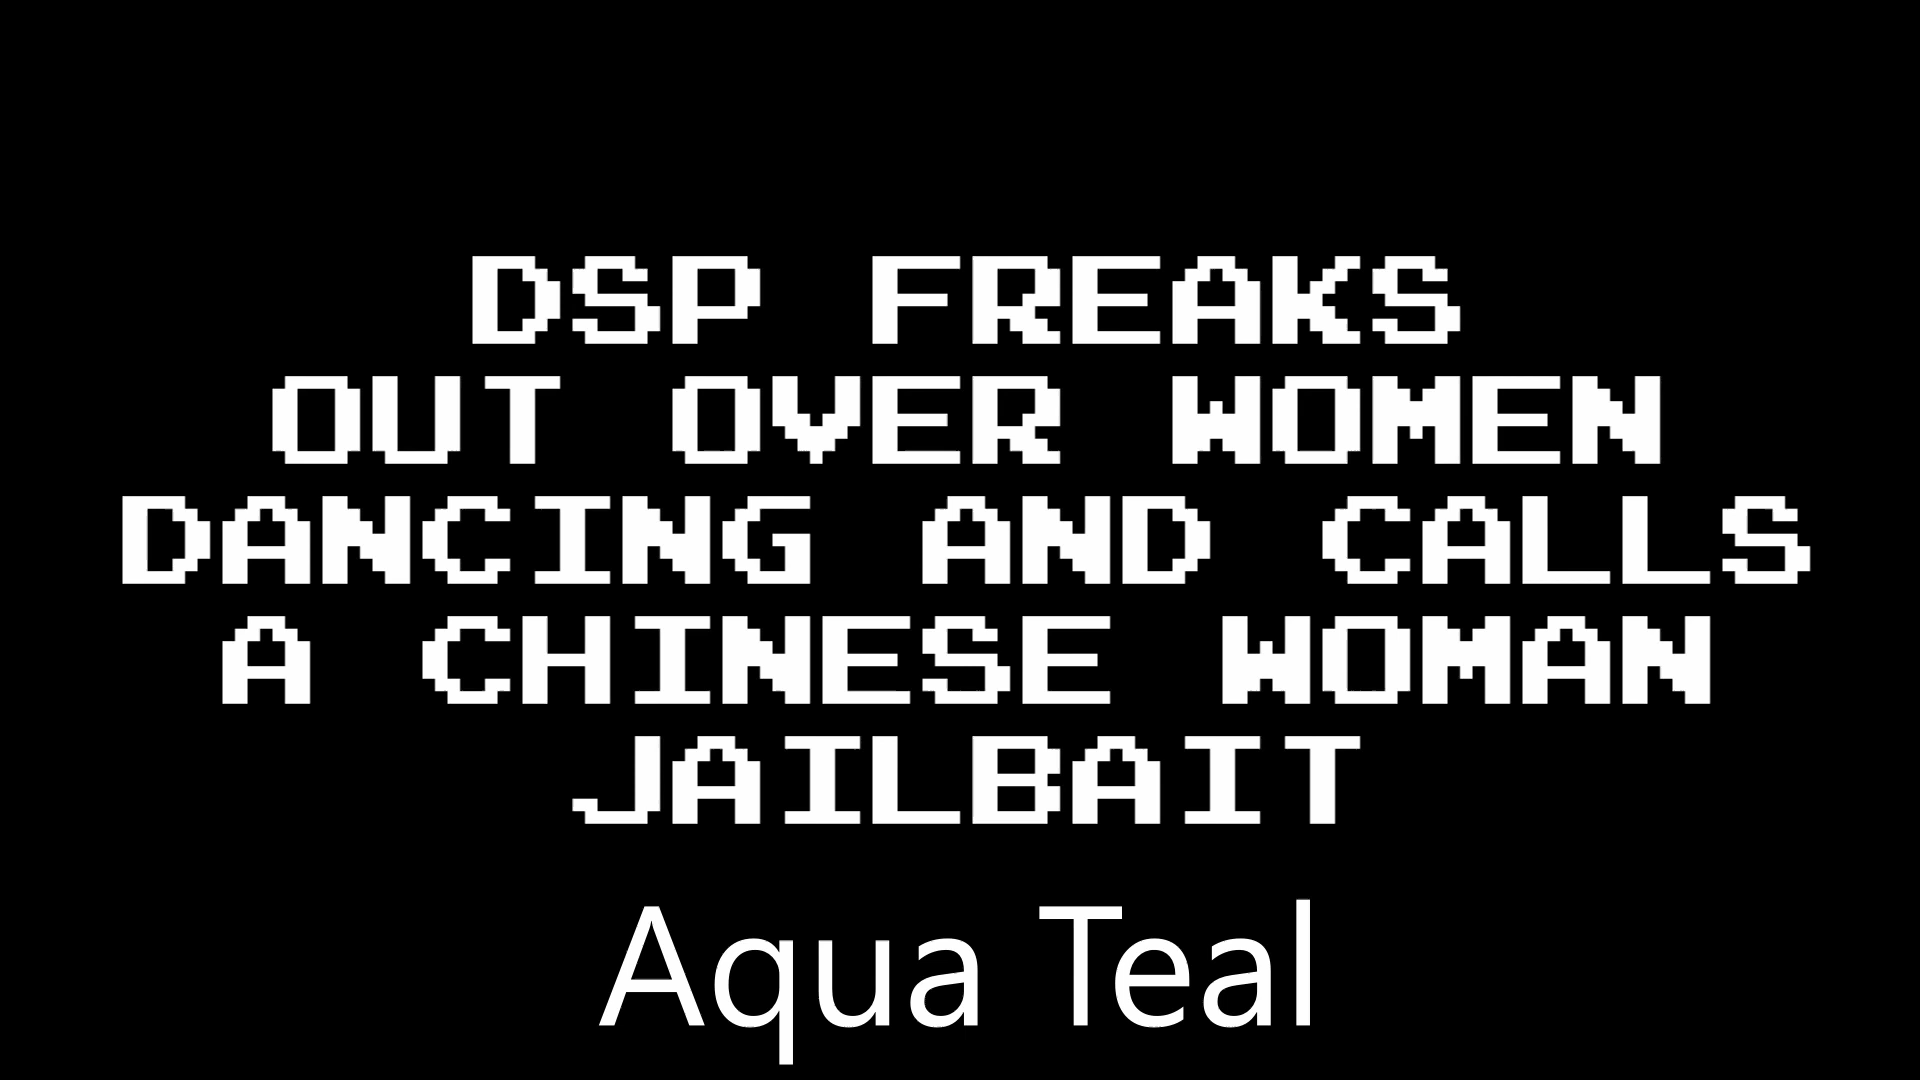 DSP FREAKS
OUT OVER WOMEN
DANCING AND CALLS
A CHINESE WOMAN
JAILBAIT
Aqua Teal